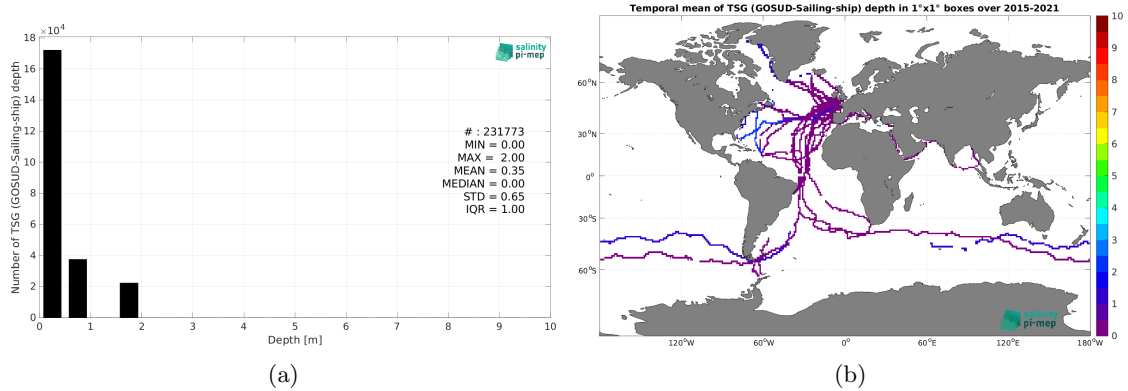 18 ×10⁴
16
14
12
10
8
6
4
2
0
Number of TSG (GOSUD-Sailing-ship) depth
salinity
pi-mep
# : 231773
MIN = 0.00
MAX = 2.00
MEAN = 0.35
MEDIAN = 0.00
STD = 0.65
IQR = 1.00
0 1 2 3 4 5 6 7 8 9 10
Depth [m]
(a)
Temporal mean of TSG (GOSUD-Sailing-ship) depth in 1°x1° boxes over 2015-2021
60°N
30°N
0°
30°S
60°S
120°W 60°W 0° 60°E 120°E 180°W
salinity
pi-mep
10
9
8
7
6
5
4
3
2
1
0
(b)